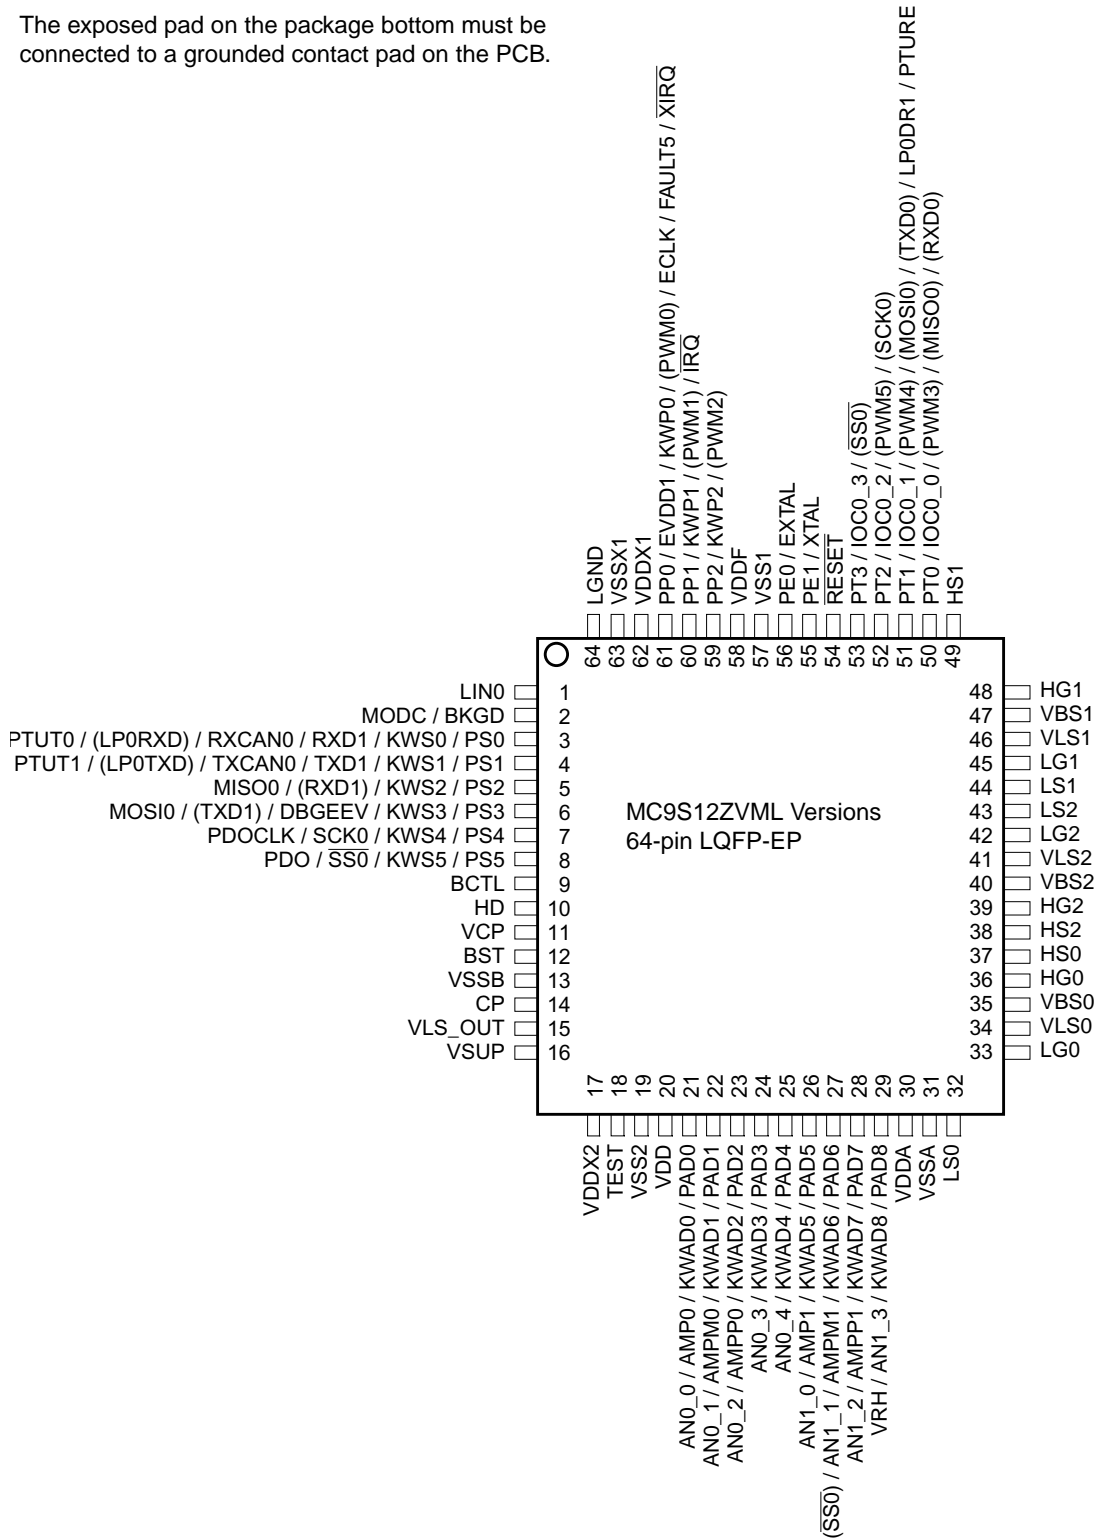 The exposed pad on the package bottom must be
connected to a grounded contact pad on the PCB.
LGND
VSSX1
VDDX1
PP0 / EVDD1 / KWP0 / (PWM0) / ECLK / FAULT5 / XIRQ
PP1 / KWP1 / (PWM1) / IRQ
PP2 / KWP2 / (PWM2)
VDDF
VSS1
PE0 / EXTAL
PE1 / XTAL
RESET
PT3 / IOC0_3 / (SS0)
PT2 / IOC0_2 / (PWM5) / (SCK0)
PT1 / IOC0_1 / (PWM4) / (MOSI0) / (TXD0) / LP0DR1 / PTURE
PT0 / IOC0_0 / (PWM3) / (MISO0) / (RXD0)
HS1
64
63
62
61
60
59
58
57
56
55
54
53
52
51
50
49
LIN0 1
MODC / BKGD 2
PTUT0 / (LP0RXD) / RXCAN0 / RXD1 / KWS0 / PS0 3
PTUT1 / (LP0TXD) / TXCAN0 / TXD1 / KWS1 / PS1 4
MISO0 / (RXD1) / KWS2 / PS2 5
MOSI0 / (TXD1) / DBGEEV / KWS3 / PS3 6
PDOCLK / SCK0 / KWS4 / PS4 7
PDO / SS0 / KWS5 / PS5 8
BCTL 9
HD 10
VCP 11
BST 12
VSSB 13
CP 14
VLS_OUT 15
VSUP 16
MC9S12ZVML Versions
64-pin LQFP-EP
48 HG1
47 VBS1
46 VLS1
45 LG1
44 LS1
43 LS2
42 LG2
41 VLS2
40 VBS2
39 HG2
38 HS2
37 HS0
36 HG0
35 VBS0
34 VLS0
33 LG0
17
18
19
20
21
22
23
24
25
26
27
28
29
30
31
32
VDDX2
TEST
VSS2
VDD
AN0_0 / AMP0 / KWAD0 / PAD0
AN0_1 / AMPM0 / KWAD1 / PAD1
AN0_2 / AMPP0 / KWAD2 / PAD2
AN0_3 / KWAD3 / PAD3
AN0_4 / KWAD4 / PAD4
AN1_0 / AMP1 / KWAD5 / PAD5
(SS0) / AN1_1 / AMPM1 / KWAD6 / PAD6
AN1_2 / AMPP1 / KWAD7 / PAD7
VRH / AN1_3 / KWAD8 / PAD8
VDDA
VSSA
LS0